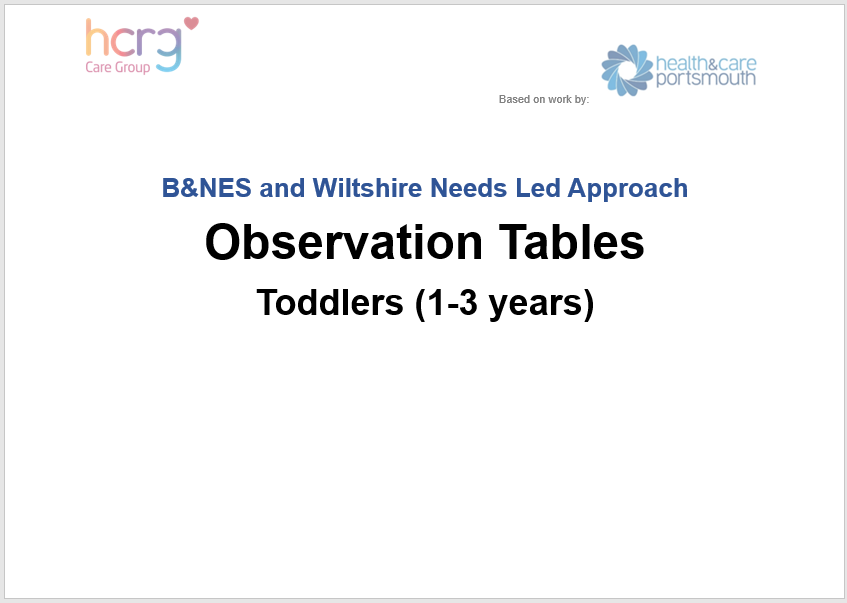 hcrg
Care Group
health&care
portsmouth
Based on work by:
B&NES and Wiltshire Needs Led Approach
Observation Tables
Toddlers (1-3 years)